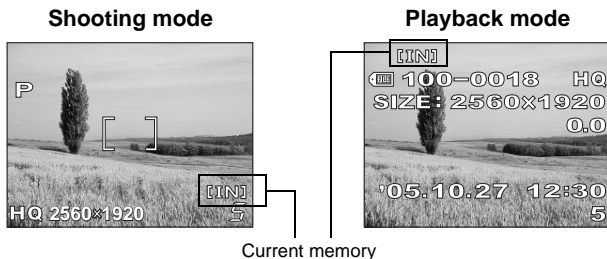 Shooting mode
P
[IN]
HQ 2560×1920
5
Playback mode
[IN]
100-0018 HQ
SIZE: 2560×1920
0.0
'05.10.27 12:30
5
Current memory